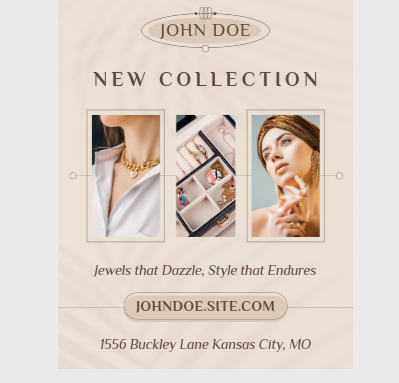 JOHN DOE
NEW COLLECTION
Jewels that Dazzle, Style that Endures
JOHNDOE.SITE.COM
1556 Buckley Lane Kansas City, MO